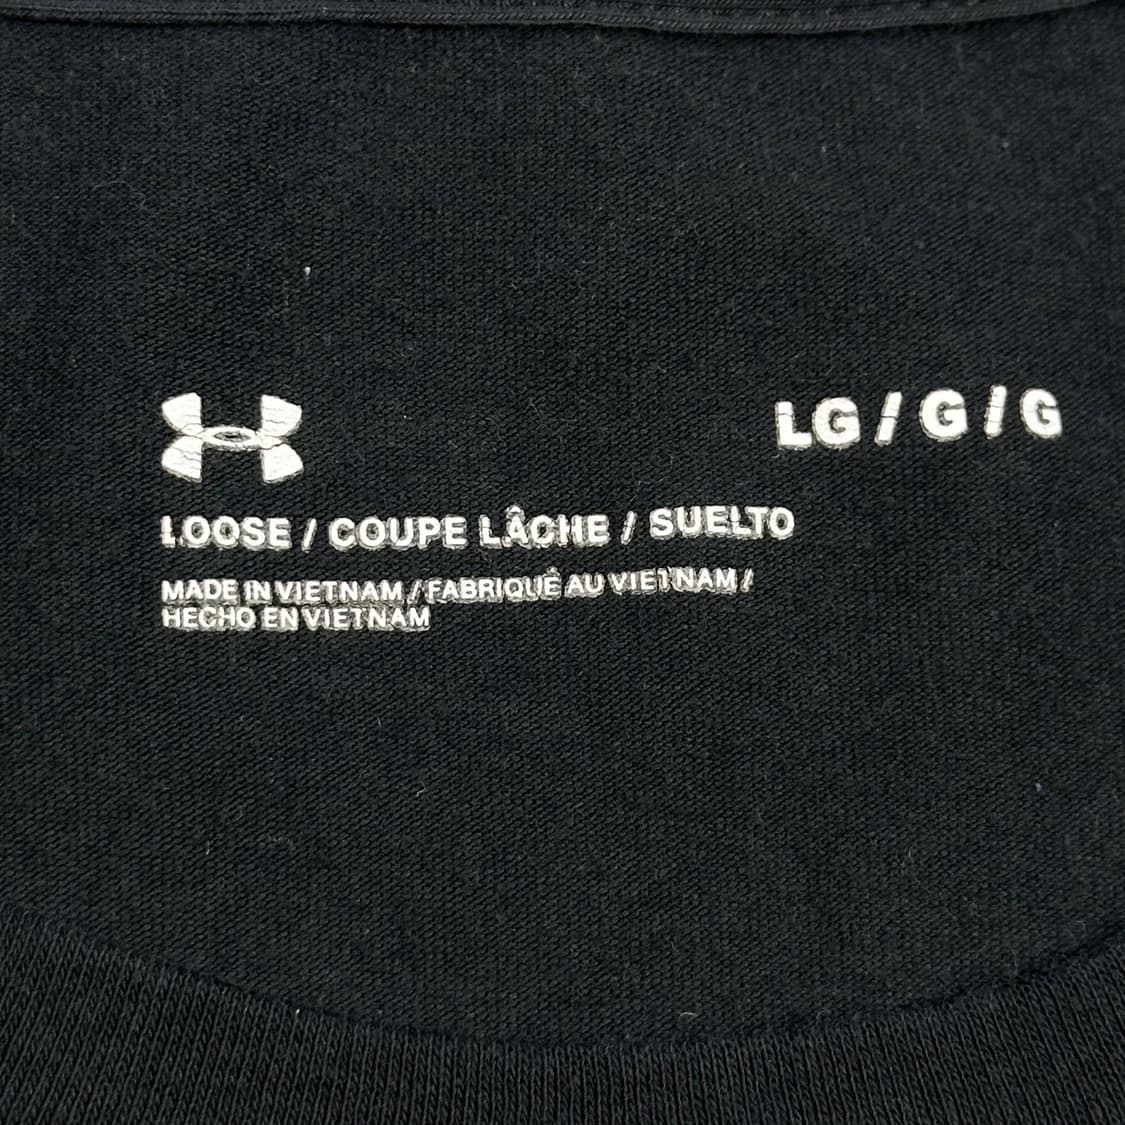 LG / G / G
LOOSE / COUPE LÂCHE / SUELTO
MADE IN VIETNAM / FABRIQUÉ AU VIETNAM /
HECHO EN VIETNAM